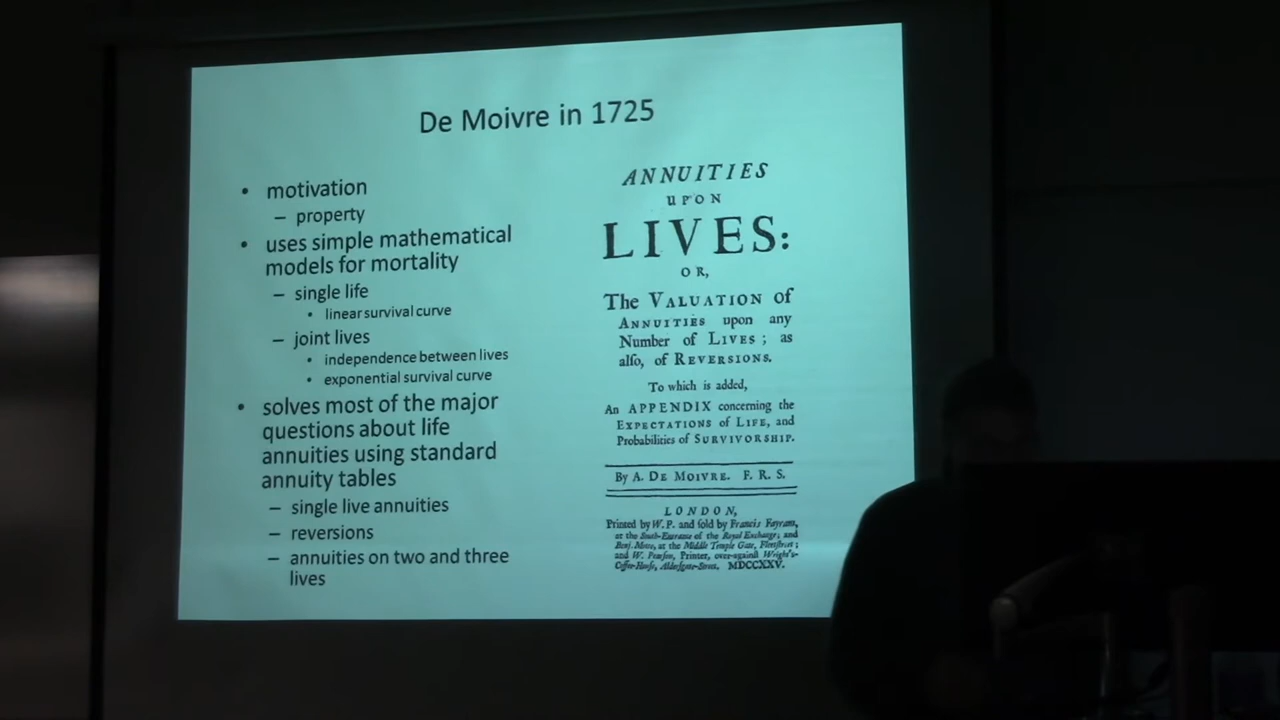 De Moivre in 1725
• motivation
– property
• uses simple mathematical
models for mortality
– single life
• linear survival curve
– joint lives
• independence between lives
• exponential survival curve
• solves most of the major
questions about life
annuities using standard
annuity tables
– single live annuities
– reversions
– annuities on two and three
lives
ANNUITIES
UPON
LIVES:
OR,
The VALUATION of
ANNUITIES upon any
Number of LIVES; as
alſo, of REVERSIONS.
To which is added,
An APPENDIX concerning the
EXPECTATIONS of LIFE, and
Probabilities of SURVIVORSHIP.
By A. DE MOIVRE. F. R. S.
LONDON,
Printed by W. P. and ſold by Francis Fayram,
at the South-Entrance of the Royal Exchange; and
Benj. Motte, at the Middle Temple Gate, Fleetſtreet;
and W. Pearſon, Printer, over-againſt Wright's-
Coffee-Houſe, Alderſgate-Street. MDCCXXV.